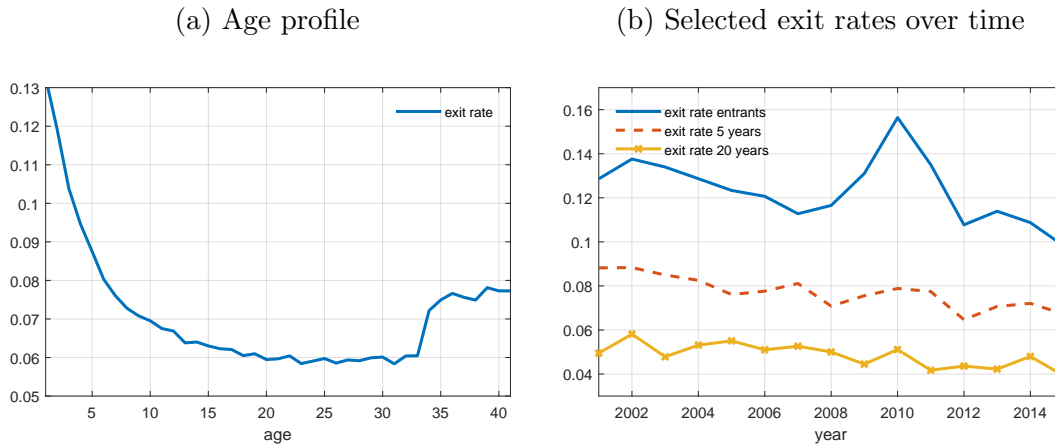 (a) Age profile
0.13
0.12
0.11
0.10
0.09
0.08
0.07
0.06
0.05
5 10 15 20 25 30 35 40
age
exit rate
(b) Selected exit rates over time
0.16
0.14
0.12
0.1
0.08
0.06
0.04
2002 2004 2006 2008 2010 2012 2014
year
exit rate entrants
exit rate 5 years
exit rate 20 years